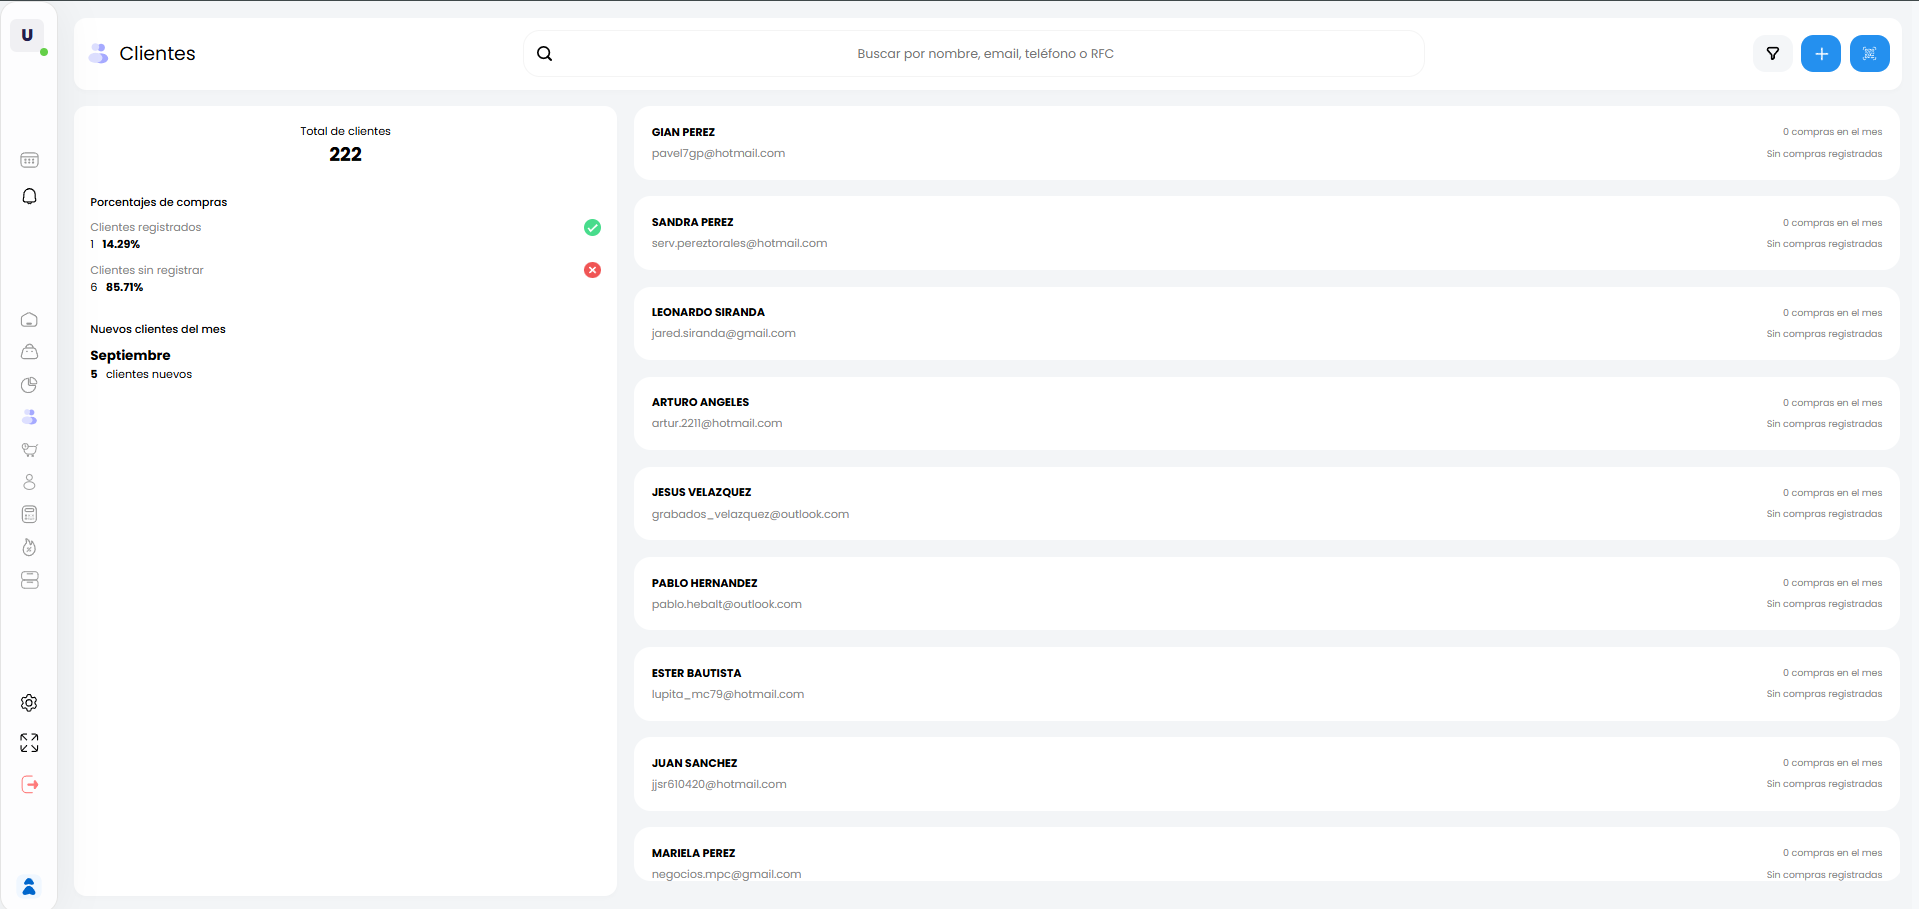 U
Clientes
Buscar por nombre, email, teléfono o RFC
Total de clientes
222
Porcentajes de compras
Clientes registrados
1 14.29%
Clientes sin registrar
6 85.71%
Nuevos clientes del mes
Septiembre
5 clientes nuevos
GIAN PEREZ
0 compras en el mes
pavel7gp@hotmail.com
Sin compras registradas
SANDRA PEREZ
0 compras en el mes
serv.pereztorales@hotmail.com
Sin compras registradas
LEONARDO SIRANDA
0 compras en el mes
jared.siranda@gmail.com
Sin compras registradas
ARTURO ANGELES
0 compras en el mes
artur.2211@hotmail.com
Sin compras registradas
JESUS VELAZQUEZ
0 compras en el mes
grabados_velazquez@outlook.com
Sin compras registradas
PABLO HERNANDEZ
0 compras en el mes
pablo.hebalt@outlook.com
Sin compras registradas
ESTER BAUTISTA
0 compras en el mes
lupita_mc79@hotmail.com
Sin compras registradas
JUAN SANCHEZ
0 compras en el mes
jjsr610420@hotmail.com
Sin compras registradas
MARIELA PEREZ
0 compras en el mes
negocios.mpc@gmail.com
Sin compras registradas